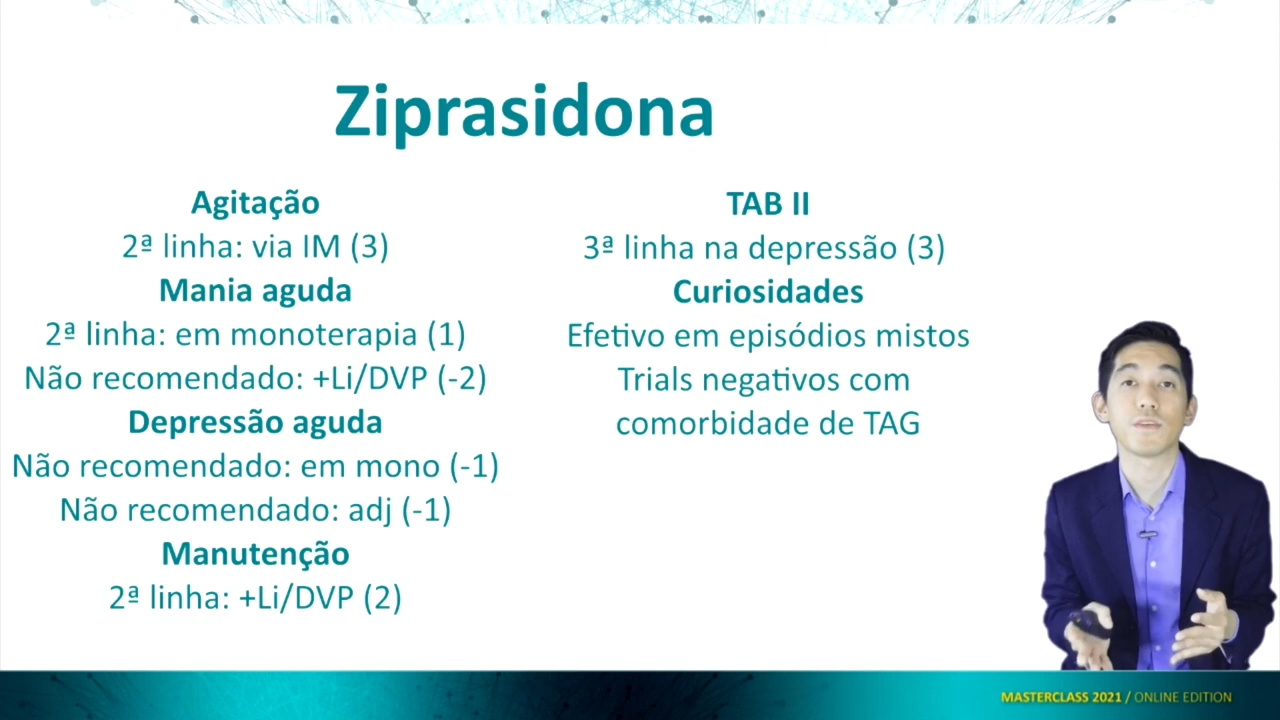 Ziprasidona
Agitação
2ª linha: via IM (3)
Mania aguda
2ª linha: em monoterapia (1)
Não recomendado: +Li/DVP (-2)
Depressão aguda
Não recomendado: em mono (-1)
Não recomendado: adj (-1)
Manutenção
2ª linha: +Li/DVP (2)
TAB II
3ª linha na depressão (3)
Curiosidades
Efetivo em episódios mistos
Trials negativos com
comorbidade de TAG
MASTERCLASS 2021 / ONLINE EDITION